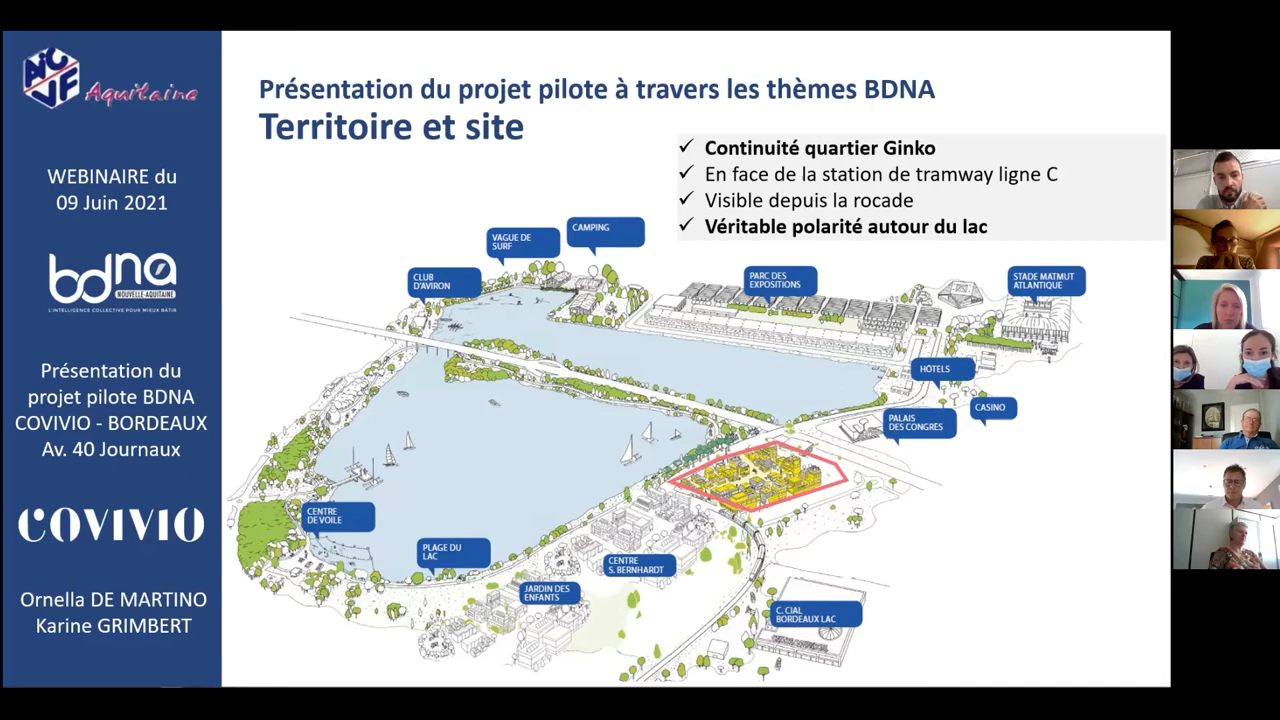 AICVF
Aquitaine
WEBINAIRE du
09 Juin 2021
bdna
NOUVELLE-AQUITAINE
L'INTELLIGENCE COLLECTIVE POUR MIEUX BÂTIR
Présentation du
projet pilote BDNA
COVIVIO - BORDEAUX
Av. 40 Journaux
COVIVIO
Ornella DE MARTINO
Karine GRIMBERT
Présentation du projet pilote à travers les thèmes BDNA
Territoire et site
✓ Continuité quartier Ginko
✓ En face de la station de tramway ligne C
✓ Visible depuis la rocade
✓ Véritable polarité autour du lac
CAMPING
VAGUE DE
SURF
CLUB
D'AVIRON
PARC DES
EXPOSITIONS
STADE MATMUT
ATLANTIQUE
HÔTELS
CASINO
PALAIS
DES CONGRÈS
CENTRE
DE VOILE
PLAGE DU
LAC
CENTRE
S. BERNHARDT
JARDIN DES
ENFANTS
C. CIAL
BORDEAUX LAC